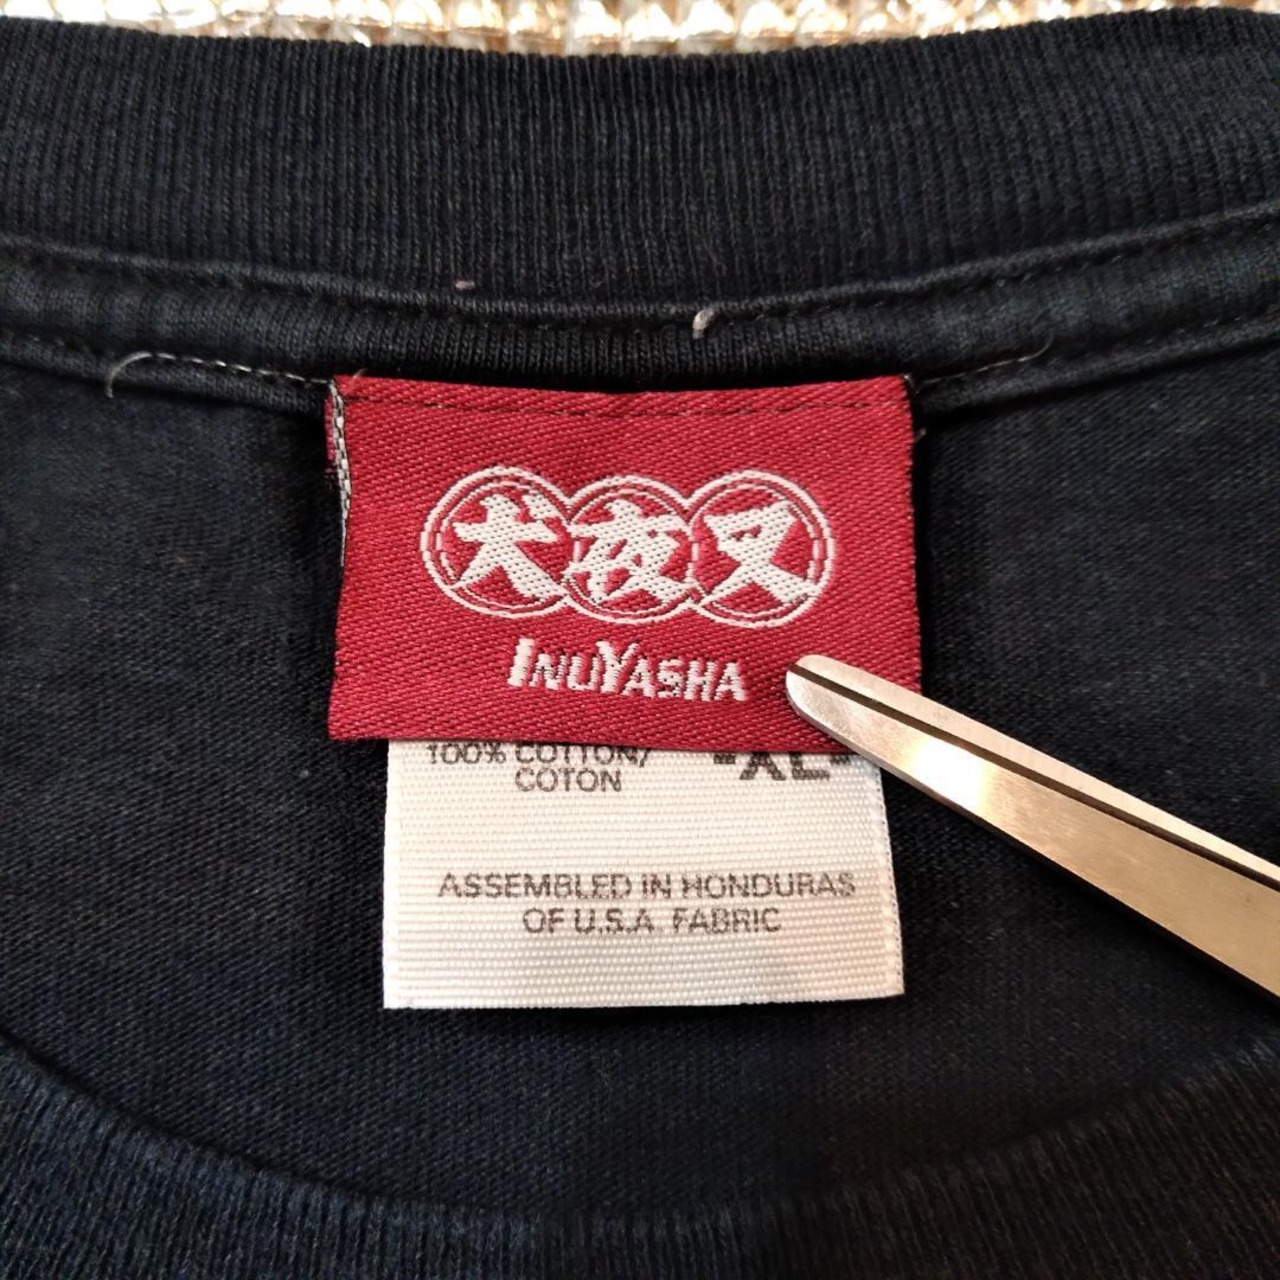 犬夜叉
INUYASHA
100% COTTON/
COTON
-XL-
ASSEMBLED IN HONDURAS
OF U.S.A. FABRIC